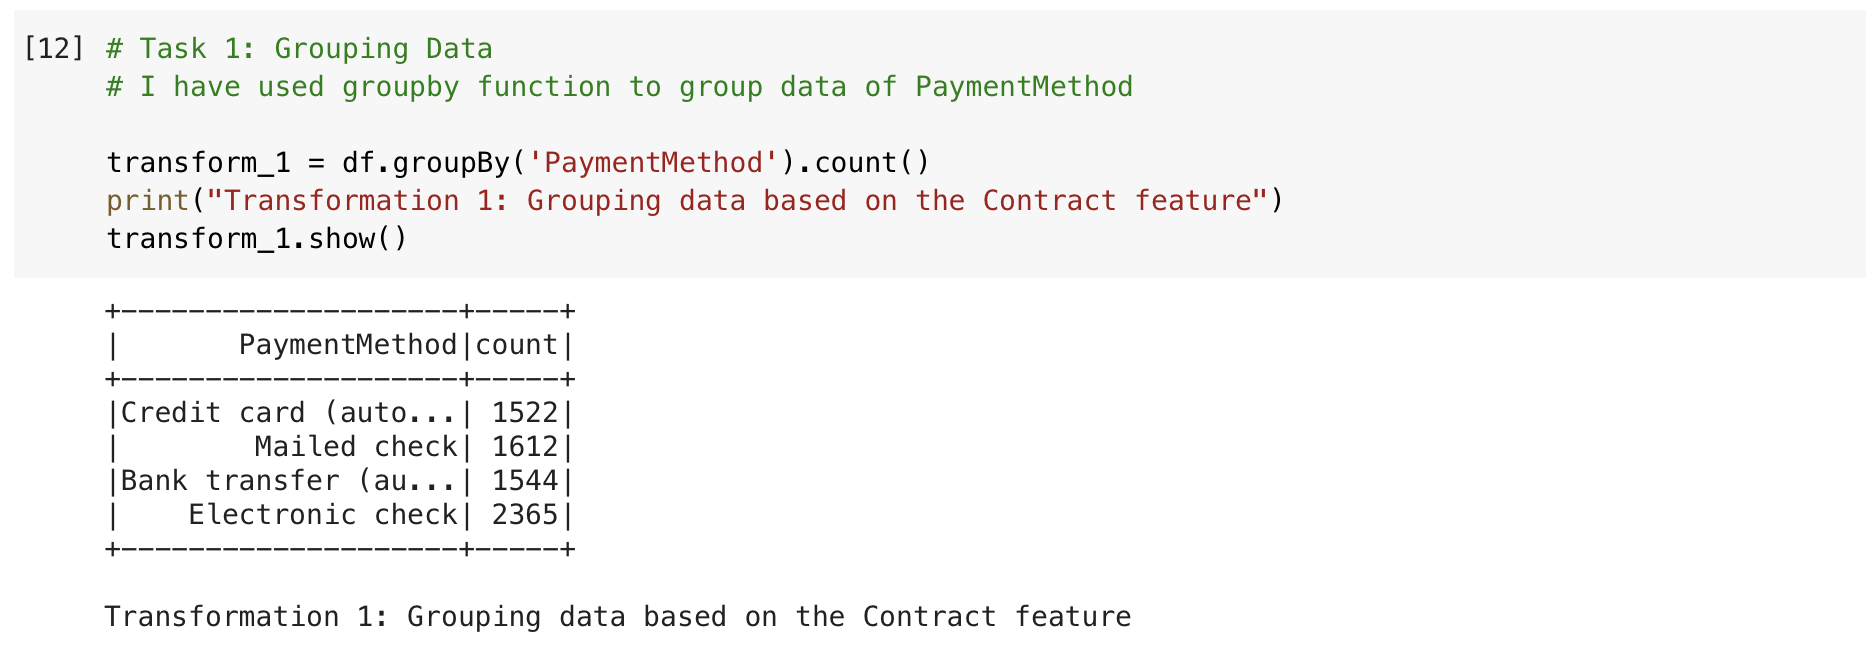 [12] # Task 1: Grouping Data
# I have used groupby function to group data of PaymentMethod
transform_1 = df.groupBy('PaymentMethod').count()
print("Transformation 1: Grouping data based on the Contract feature")
transform_1.show()
+--------------------+-----+
|       PaymentMethod|count|
+--------------------+-----+
|Credit card (auto...| 1522|
|        Mailed check| 1612|
|Bank transfer (au...| 1544|
|    Electronic check| 2365|
+--------------------+-----+
Transformation 1: Grouping data based on the Contract feature